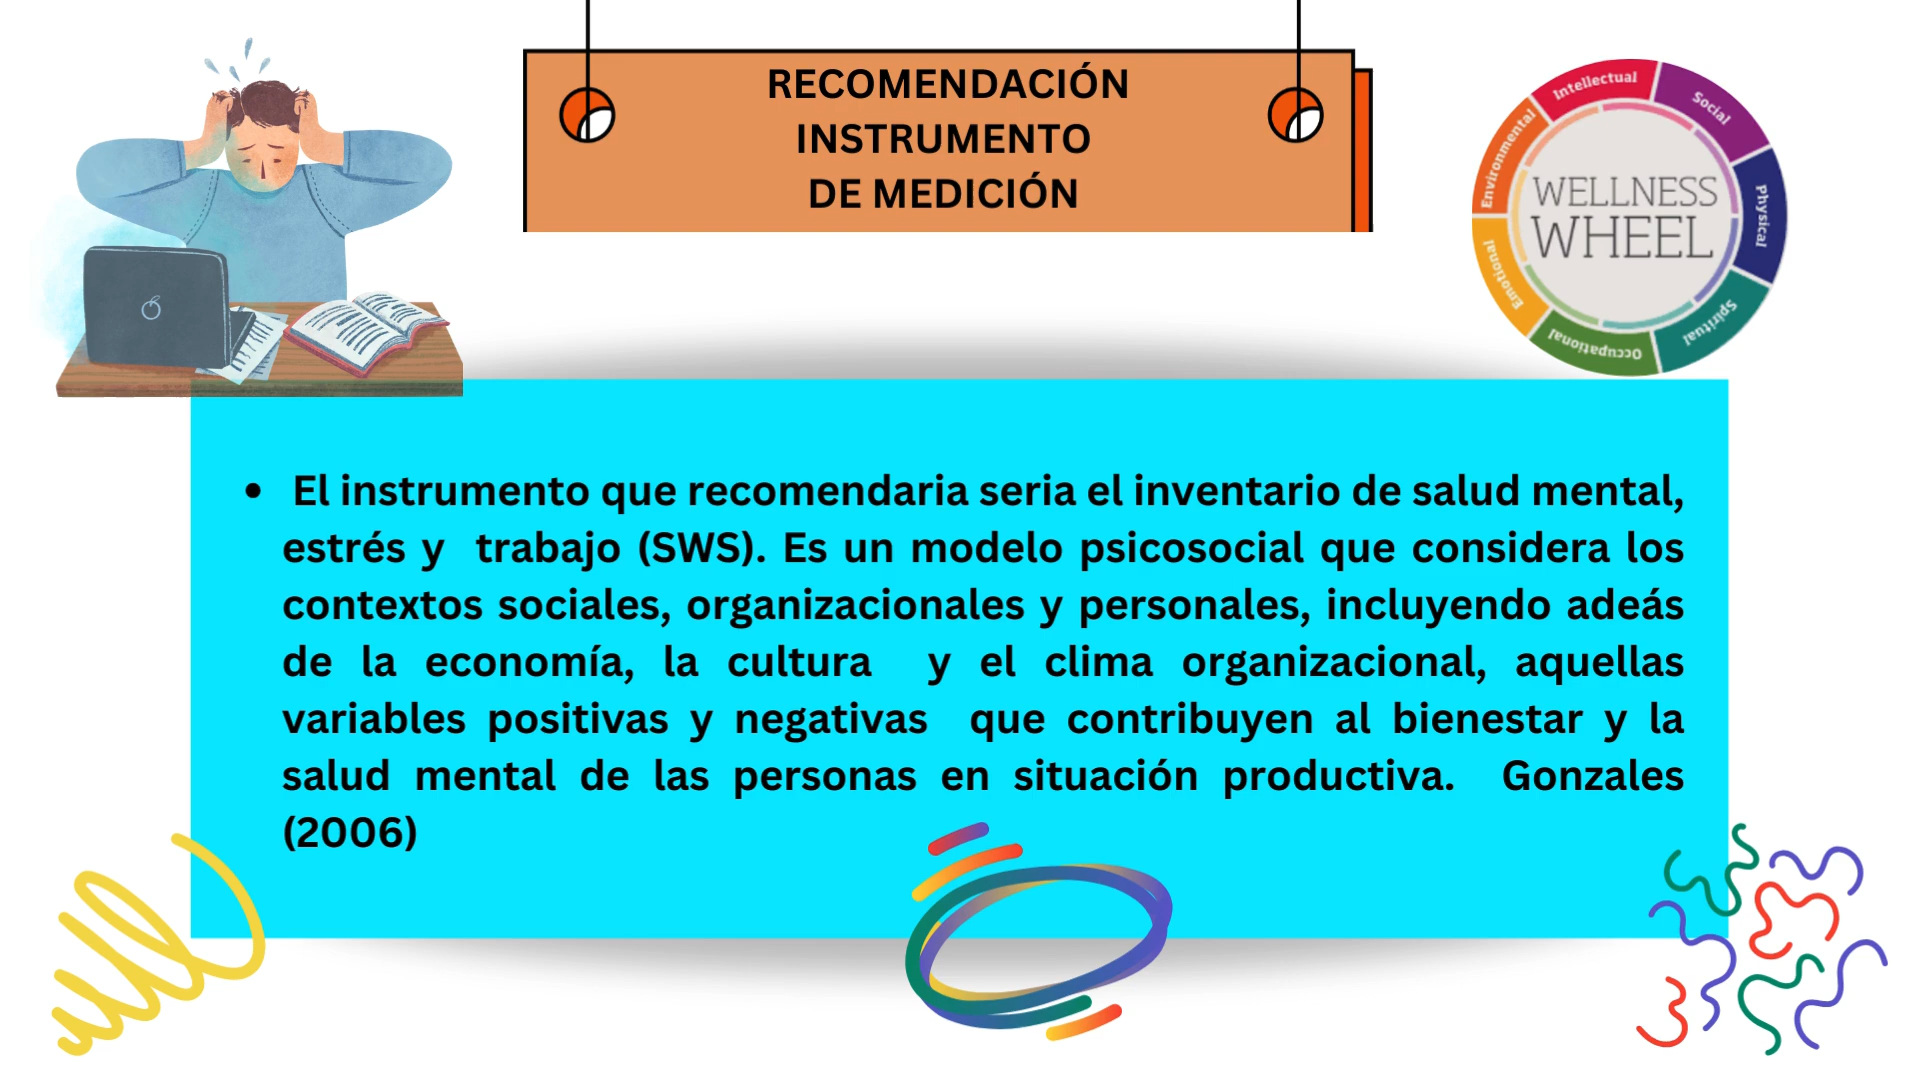 RECOMENDACIÓN
INSTRUMENTO
DE MEDICIÓN
Intellectual
Social
Physical
Spiritual
Occupational
Emotional
Environmental
WELLNESS
WHEEL
• El instrumento que recomendaria seria el inventario de salud mental,
estrés y trabajo (SWS). Es un modelo psicosocial que considera los
contextos sociales, organizacionales y personales, incluyendo adeás
de la economía, la cultura y el clima organizacional, aquellas
variables positivas y negativas que contribuyen al bienestar y la
salud mental de las personas en situación productiva. Gonzales
(2006)